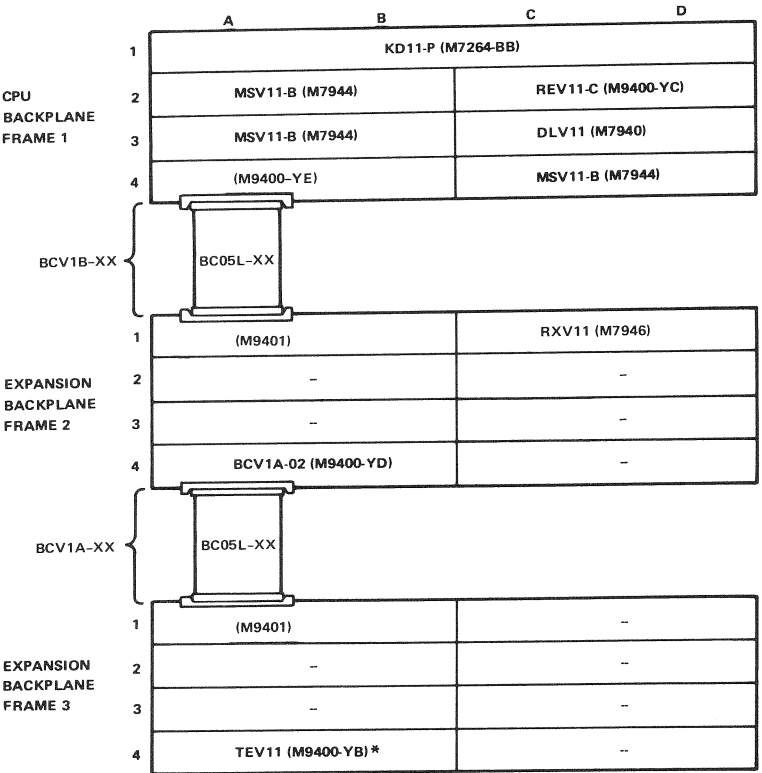 A B C D
1 KD11-P (M7264-BB)
CPU
BACKPLANE
FRAME 1
2 MSV11-B (M7944) REV11-C (M9400-YC)
3 MSV11-B (M7944) DLV11 (M7940)
4 (M9400-YE) MSV11-B (M7944)
BCV1B-XX BC05L-XX
1 (M9401) RXV11 (M7946)
EXPANSION
BACKPLANE
FRAME 2
2 -- --
3 -- --
4 BCV1A-02 (M9400-YD) --
BCV1A-XX BC05L-XX
1 (M9401) --
EXPANSION
BACKPLANE
FRAME 3
2 -- --
3 -- --
4 TEV11 (M9400-YB)* --